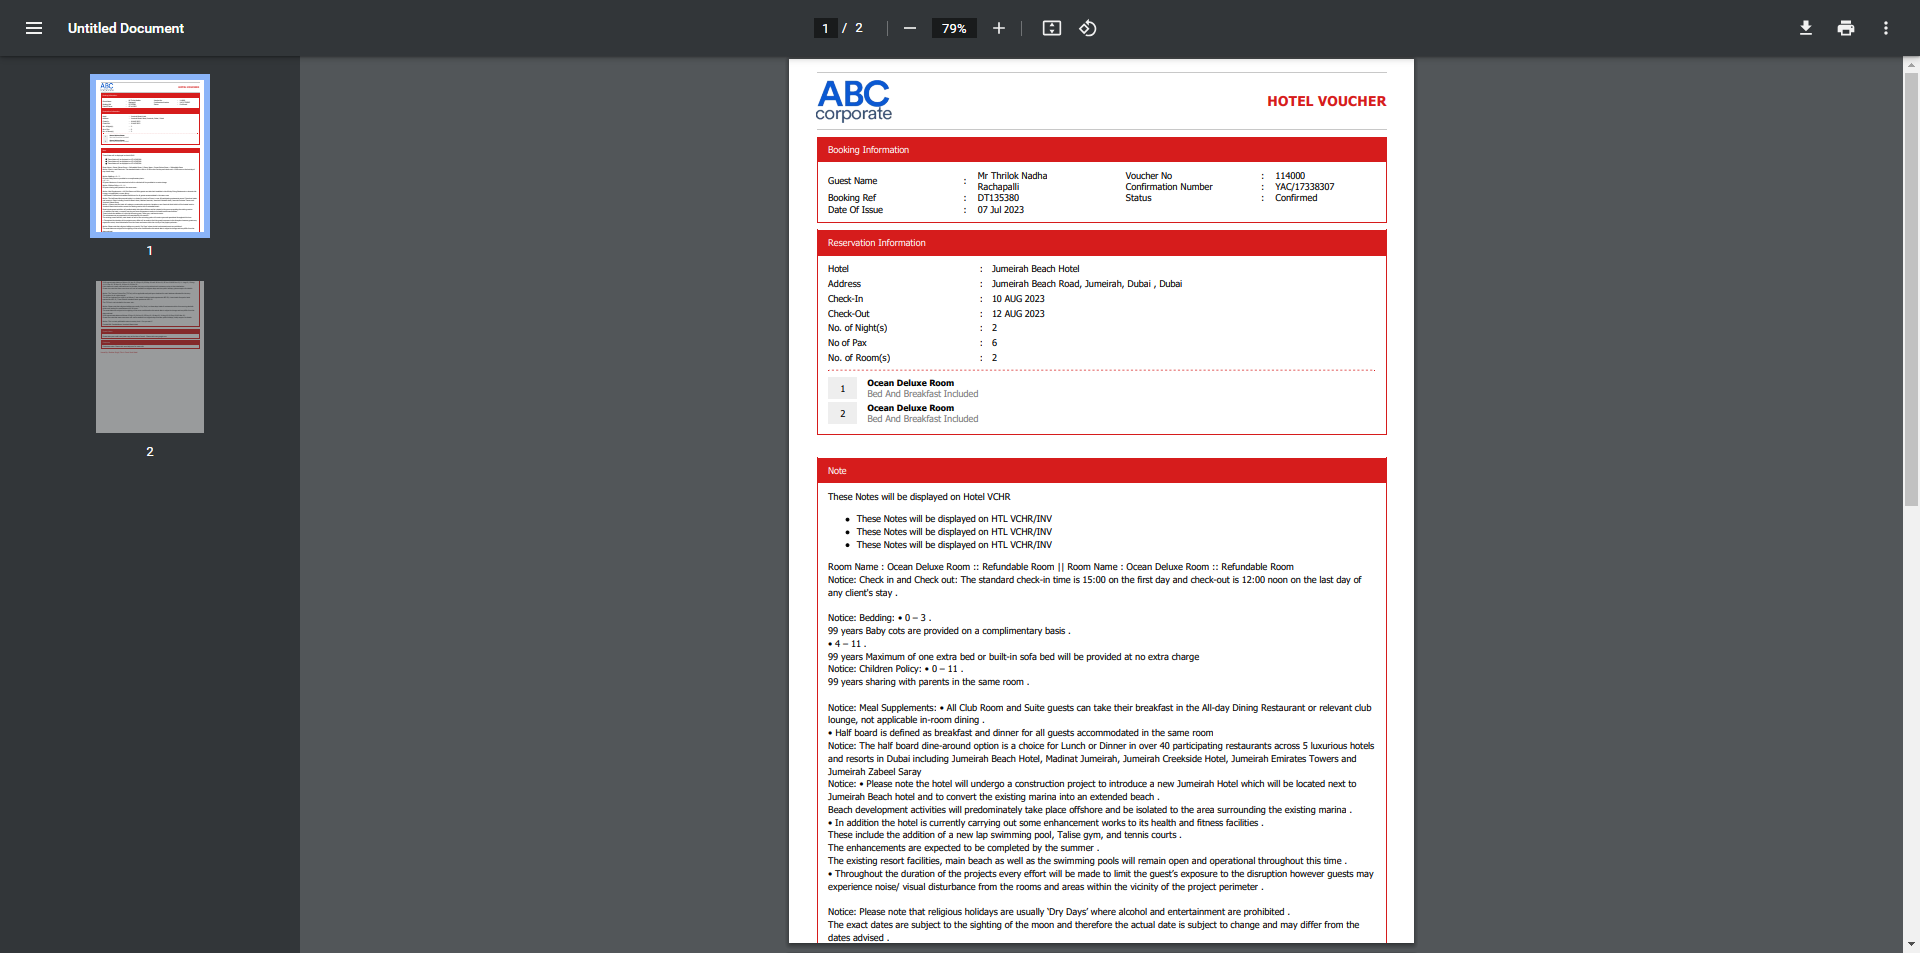 Untitled Document
1 / 2
79%
1
2
ABC
corporate
HOTEL VOUCHER
Booking Information
Guest Name : Mr Thrilok Nadha Rachapalli
Booking Ref : DT135380
Date Of Issue : 07 Jul 2023
Voucher No : 114000
Confirmation Number : YAC/17338307
Status : Confirmed
Reservation Information
Hotel : Jumeirah Beach Hotel
Address : Jumeirah Beach Road, Jumeirah, Dubai , Dubai
Check-In : 10 AUG 2023
Check-Out : 12 AUG 2023
No. of Night(s) : 2
No of Pax : 6
No. of Room(s) : 2
1 Ocean Deluxe Room
Bed And Breakfast Included
2 Ocean Deluxe Room
Bed And Breakfast Included
Note
These Notes will be displayed on Hotel VCHR
• These Notes will be displayed on HTL VCHR/INV
• These Notes will be displayed on HTL VCHR/INV
• These Notes will be displayed on HTL VCHR/INV
Room Name : Ocean Deluxe Room :: Refundable Room || Room Name : Ocean Deluxe Room :: Refundable Room
Notice: Check in and Check out: The standard check-in time is 15:00 on the first day and check-out is 12:00 noon on the last day of
any client's stay .
Notice: Bedding: • 0 – 3 .
99 years Baby cots are provided on a complimentary basis .
• 4 – 11 .
99 years Maximum of one extra bed or built-in sofa bed will be provided at no extra charge
Notice: Children Policy: • 0 – 11 .
99 years sharing with parents in the same room .
Notice: Meal Supplements: • All Club Room and Suite guests can take their breakfast in the All-day Dining Restaurant or relevant club
lounge, not applicable in-room dining .
• Half board is defined as breakfast and dinner for all guests accommodated in the same room
Notice: The half board dine-around option is a choice for Lunch or Dinner in over 40 participating restaurants across 5 luxurious hotels
and resorts in Dubai including Jumeirah Beach Hotel, Madinat Jumeirah, Jumeirah Creekside Hotel, Jumeirah Emirates Towers and
Jumeirah Zabeel Saray
Notice: • Please note the hotel will undergo a construction project to introduce a new Jumeirah Hotel which will be located next to
Jumeirah Beach hotel and to convert the existing marina into an extended beach .
Beach development activities will predominately take place offshore and be isolated to the area surrounding the existing marina .
• In addition the hotel is currently carrying out some enhancement works to its health and fitness facilities .
These include the addition of a new lap swimming pool, Talise gym, and tennis courts .
The enhancements are expected to be completed by the summer .
The existing resort facilities, main beach as well as the swimming pools will remain open and operational throughout this time .
• Throughout the duration of the projects every effort will be made to limit the guest's exposure to the disruption however guests may
experience noise/ visual disturbance from the rooms and areas within the vicinity of the project perimeter .
Notice: Please note that religious holidays are usually 'Dry Days' where alcohol and entertainment are prohibited .
The exact dates are subject to the sighting of the moon and therefore the actual date is subject to change and may differ from the
dates advised .